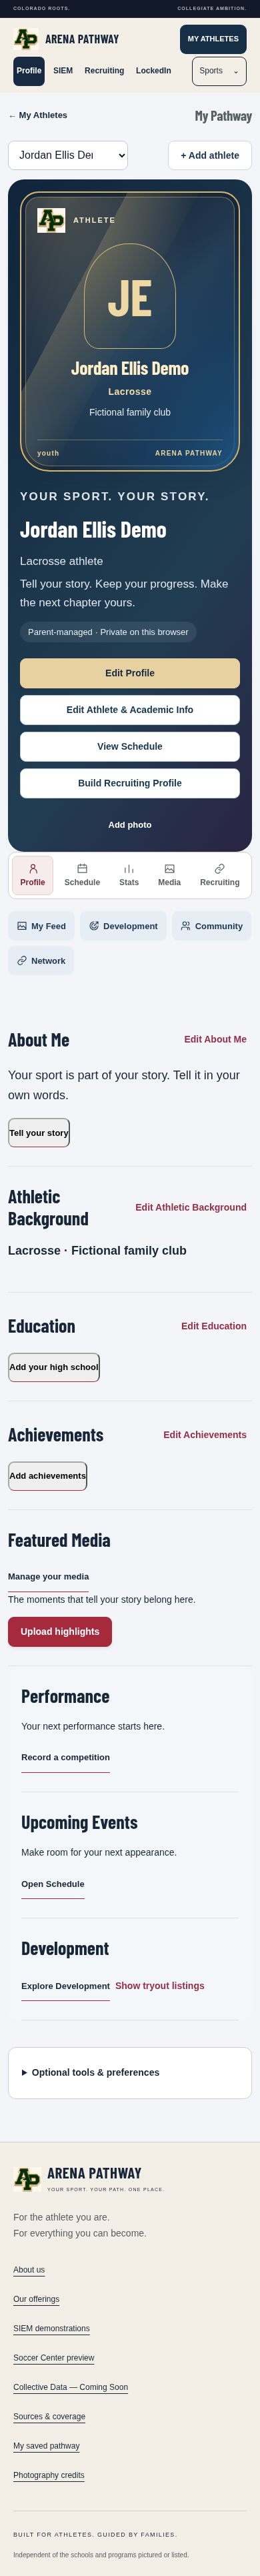 COLORADO ROOTS.
COLLEGIATE AMBITION.
AP ARENA PATHWAY
MY ATHLETES
Profile SIEM Recruiting LockedIn Sports
← My Athletes
My Pathway
Jordan Ellis De
+ Add athlete
AP ATHLETE
JE
Jordan Ellis Demo
Lacrosse
Fictional family club
youth ARENA PATHWAY
YOUR SPORT. YOUR STORY.
Jordan Ellis Demo
Lacrosse athlete
Tell your story. Keep your progress. Make
the next chapter yours.
Parent-managed · Private on this browser
Edit Profile
Edit Athlete & Academic Info
View Schedule
Build Recruiting Profile
Add photo
Profile Schedule Stats Media Recruiting
My Feed Development Community
Network
About Me
Edit About Me
Your sport is part of your story. Tell it in your
own words.
Tell your story
Athletic
Background
Edit Athletic Background
Lacrosse · Fictional family club
Education
Edit Education
Add your high school
Achievements
Edit Achievements
Add achievements
Featured Media
Manage your media
The moments that tell your story belong here.
Upload highlights
Performance
Your next performance starts here.
Record a competition
Upcoming Events
Make room for your next appearance.
Open Schedule
Development
Explore Development Show tryout listings
Optional tools & preferences
AP ARENA PATHWAY
YOUR SPORT. YOUR PATH. ONE PLACE.
For the athlete you are.
For everything you can become.
About us
Our offerings
SIEM demonstrations
Soccer Center preview
Collective Data — Coming Soon
Sources & coverage
My saved pathway
Photography credits
BUILT FOR ATHLETES. GUIDED BY FAMILIES.
Independent of the schools and programs pictured or listed.